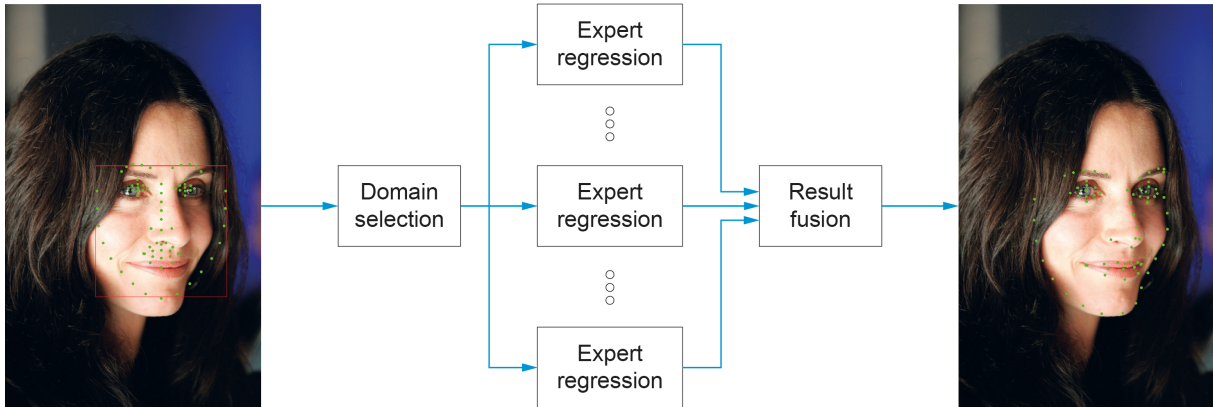 Expert
regression
Domain
selection
Expert
regression
Result
fusion
Expert
regression